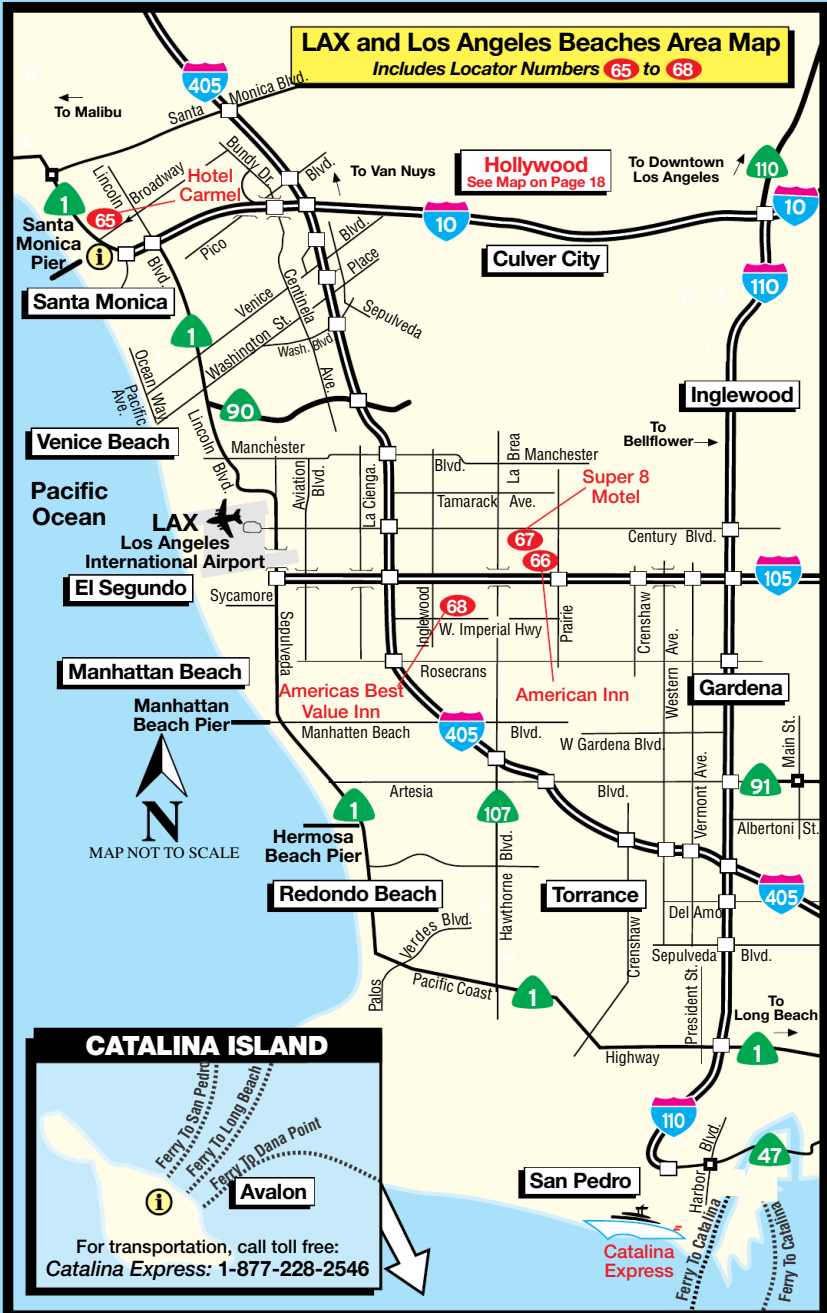 LAX and Los Angeles Beaches Area Map
Includes Locator Numbers 65 to 68
405
To Malibu
Santa Monica Blvd.
Bundy Dr.
Blvd.
To Van Nuys
Hollywood
See Map on Page 18
To Downtown
Los Angeles
110
10
Lincoln
Blvd.
Broadway
Hotel
Carmel
1
65
Santa
Monica
Pier
i
Pico
Blvd.
10
Culver City
110
Santa Monica
Venice
Place
Centinela
Ave.
Sepulveda
Washington St.
Wash. Blvd.
1
Ocean Way
Pacific
Ave.
90
Inglewood
Lincoln
Blvd.
Venice Beach
To
Bellflower
Manchester
Blvd.
La Brea
Manchester
Aviation
Blvd.
La Cienga.
Super 8
Motel
Tamarack Ave.
Pacific
Ocean
LAX
Los Angeles
International Airport
67
66
Century Blvd.
El Segundo
105
Sycamore
Sepulveda
Inglewood
68
W. Imperial Hwy
Prairie
Crenshaw
Ave.
Western
Rosecrans
Manhattan Beach
Americas Best
Value Inn
American Inn
Gardena
Manhattan
Beach Pier
Manhatten Beach
Blvd.
405
W Gardena Blvd.
Main St.
N
MAP NOT TO SCALE
Artesia
Blvd.
Vermont Ave.
91
1
107
Albertoni St.
Hermosa
Beach Pier
Hawthorne Blvd.
Redondo Beach
Torrance
405
Del Amo
Palos
Verdes Blvd.
Crenshaw
Sepulveda Blvd.
Pacific Coast
1
President St.
To
Long Beach
Highway
1
110
Blvd.
Harbor
47
San Pedro
Catalina
Express
Ferry To Catalina
Ferry To Catalina
CATALINA ISLAND
Ferry To San Pedro
Ferry To Long Beach
Ferry To Dana Point
i
Avalon
For transportation, call toll free:
Catalina Express: 1-877-228-2546